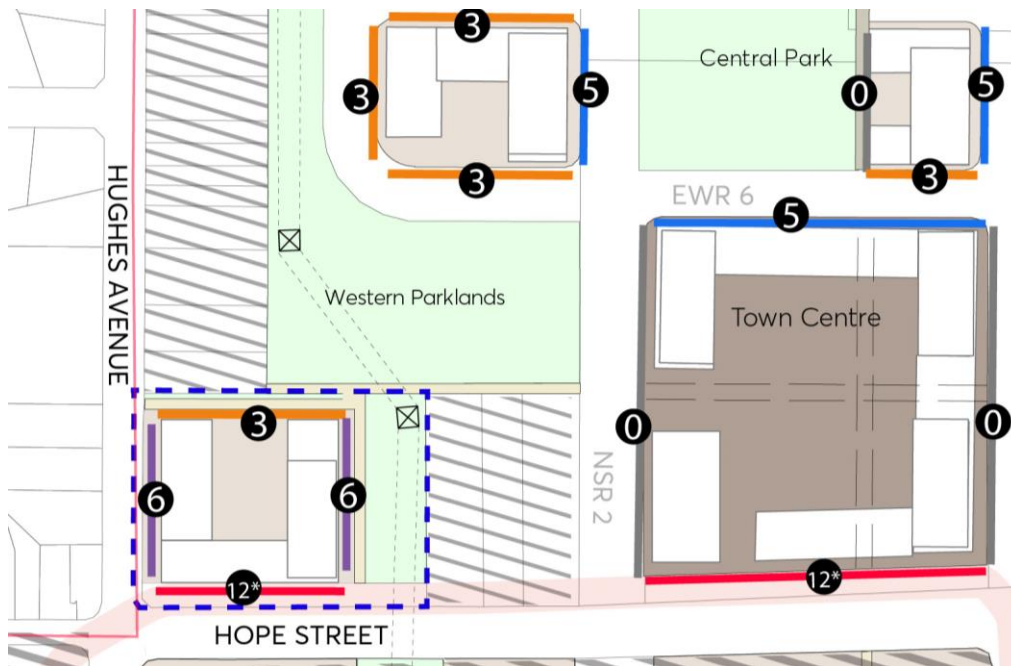 3
Central Park
3
5
0
5
3
3
EWR 6
5
HUGHES AVENUE
Western Parklands
Town Centre
3
0
0
6
6
NSR 2
12*
12*
HOPE STREET